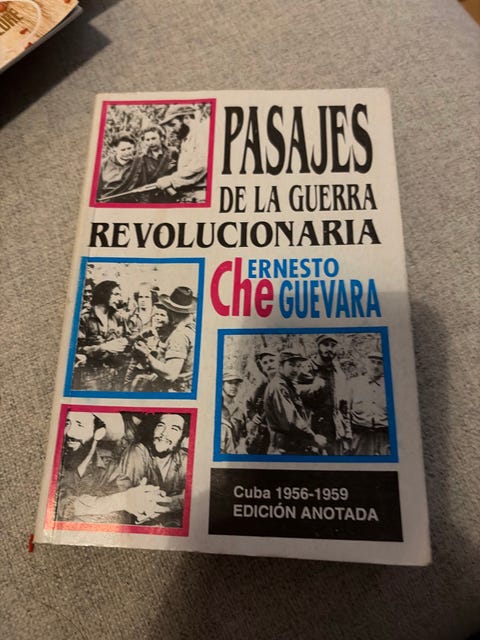 PASAJES
DE LA GUERRA
REVOLUCIONARIA
ERNESTO
Che GUEVARA
Cuba 1956-1959
EDICIÓN ANOTADA